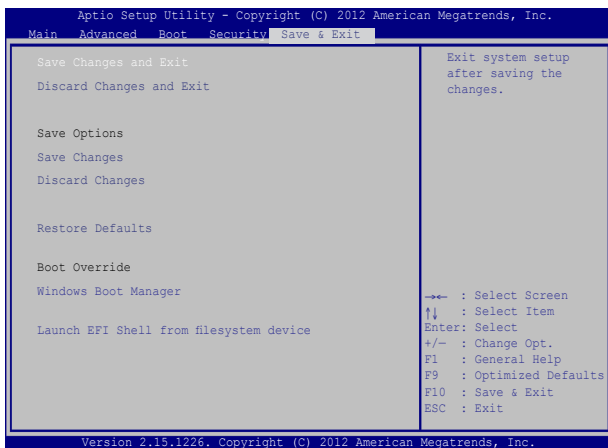 Aptio Setup Utility - Copyright (C) 2012 American Megatrends, Inc.
Main Advanced Boot Security Save & Exit
Save Changes and Exit
Discard Changes and Exit
Save Options
Save Changes
Discard Changes
Restore Defaults
Boot Override
Windows Boot Manager
Launch EFI Shell from filesystem device
Exit system setup
after saving the
changes.
→← : Select Screen
↑↓ : Select Item
Enter: Select
+/— : Change Opt.
F1 : General Help
F9 : Optimized Defaults
F10 : Save & Exit
ESC : Exit
Version 2.15.1226. Copyright (C) 2012 American Megatrends, Inc.